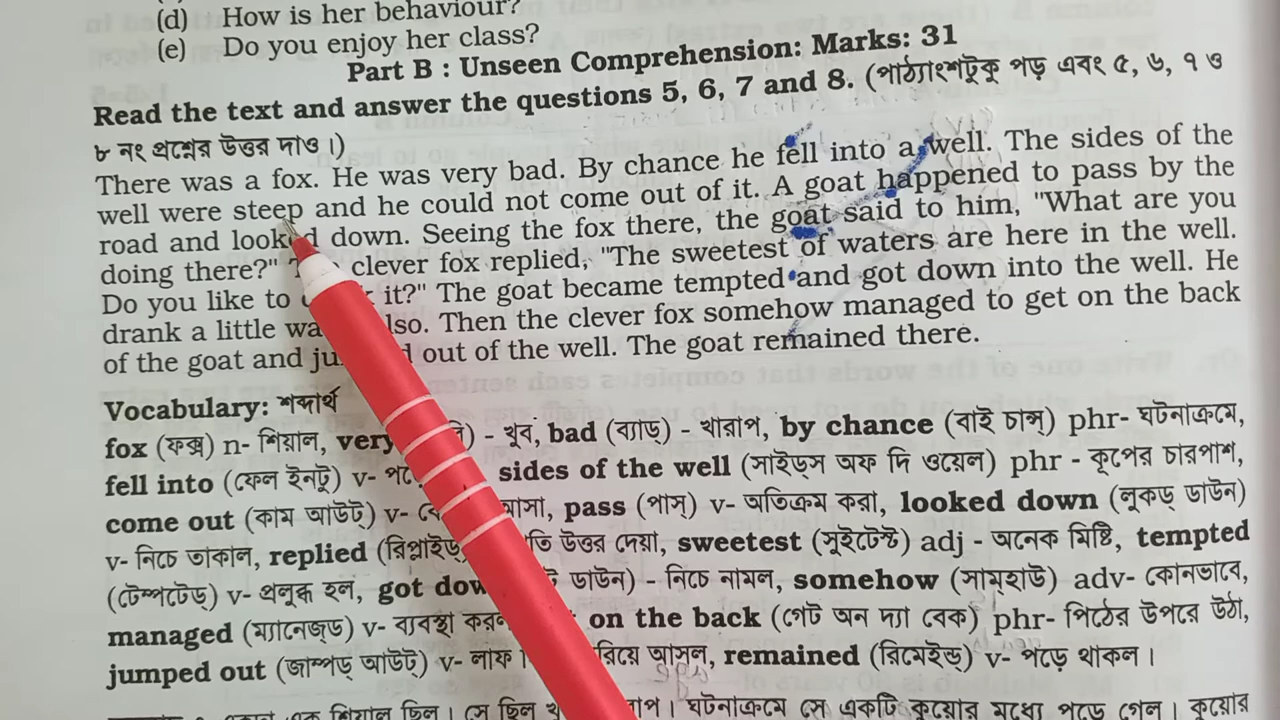 (d) How is her behaviour?
(e) Do you enjoy her class?
Part B : Unseen Comprehension: Marks: 31
Read the text and answer the questions 5, 6, 7 and 8. (পাঠ্যাংশটুকু পড় এবং ৫, ৬, ৭ ও
৮ নং প্রশ্নের উত্তর দাও।)
There was a fox. He was very bad. By chance he fell into a well. The sides of the
well were steep and he could not come out of it. A goat happened to pass by the
road and looked down. Seeing the fox there, the goat said to him, "What are you
doing there?" clever fox replied, "The sweetest of waters are here in the well.
Do you like to it?" The goat became tempted and got down into the well. He
drank a little also. Then the clever fox somehow managed to get on the back
of the goat and out of the well. The goat remained there.
Vocabulary: শব্দার্থ
fox (ফক্স) n- শিয়াল, very - খুব, bad (ব্যাড্) - খারাপ, by chance (বাই চান্স্) phr- ঘটনাক্রমে,
fell into (ফেল ইনটু) v- sides of the well (সাইড্স অফ দি ওয়েল) phr - কূপের চারপাশ,
come out (কাম আউট্) v- pass (পাস্) v- অতিক্রম করা, looked down (লুকড্ ডাউন)
v- নিচে তাকাল, replied উত্তর দেয়া, sweetest (সুইটেস্ট) adj - অনেক মিষ্টি, tempted
(টেম্পটেড্) v- প্রলুব্ধ হল, got ডাউন) - নিচে নামল, somehow (সামহাউ) adv- কোনভাবে,
managed (ম্যানেজ্ড) v- ব্যবস্থা on the back (গেট অন দ্যা বেক) phr- পিঠের উপরে উঠা,
jumped out (জাম্পড্ আউট্) v- লাফ আসল, remained (রিমেইন্ড) v- পড়ে থাকল।
এক শিয়াল ছিল। সে ছিল ঘটনাক্রমে সে একটি কুয়োর মধ্যে পড়ে গেল। কুয়োর